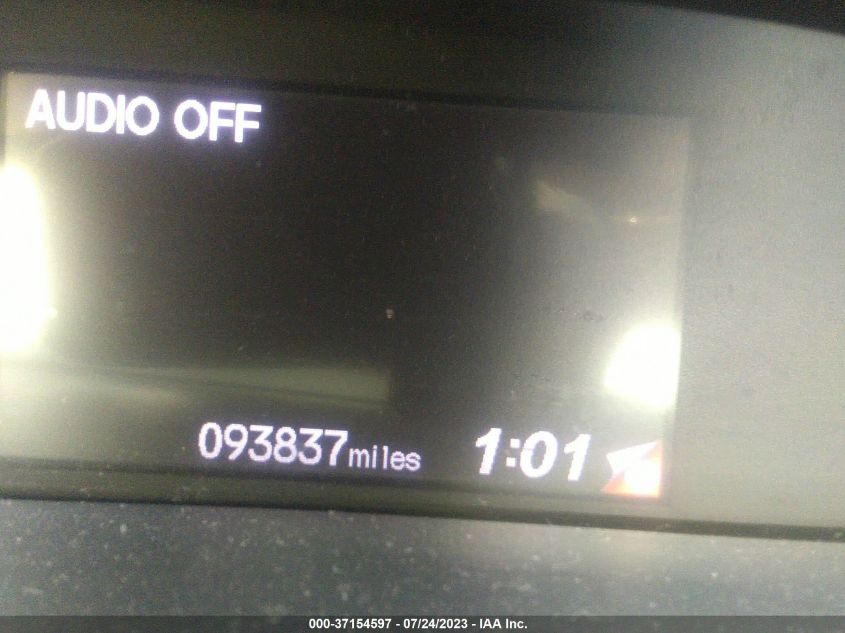 AUDIO OFF
093837miles 1:01
000-37154597 - 07/24/2023 - IAA Inc.